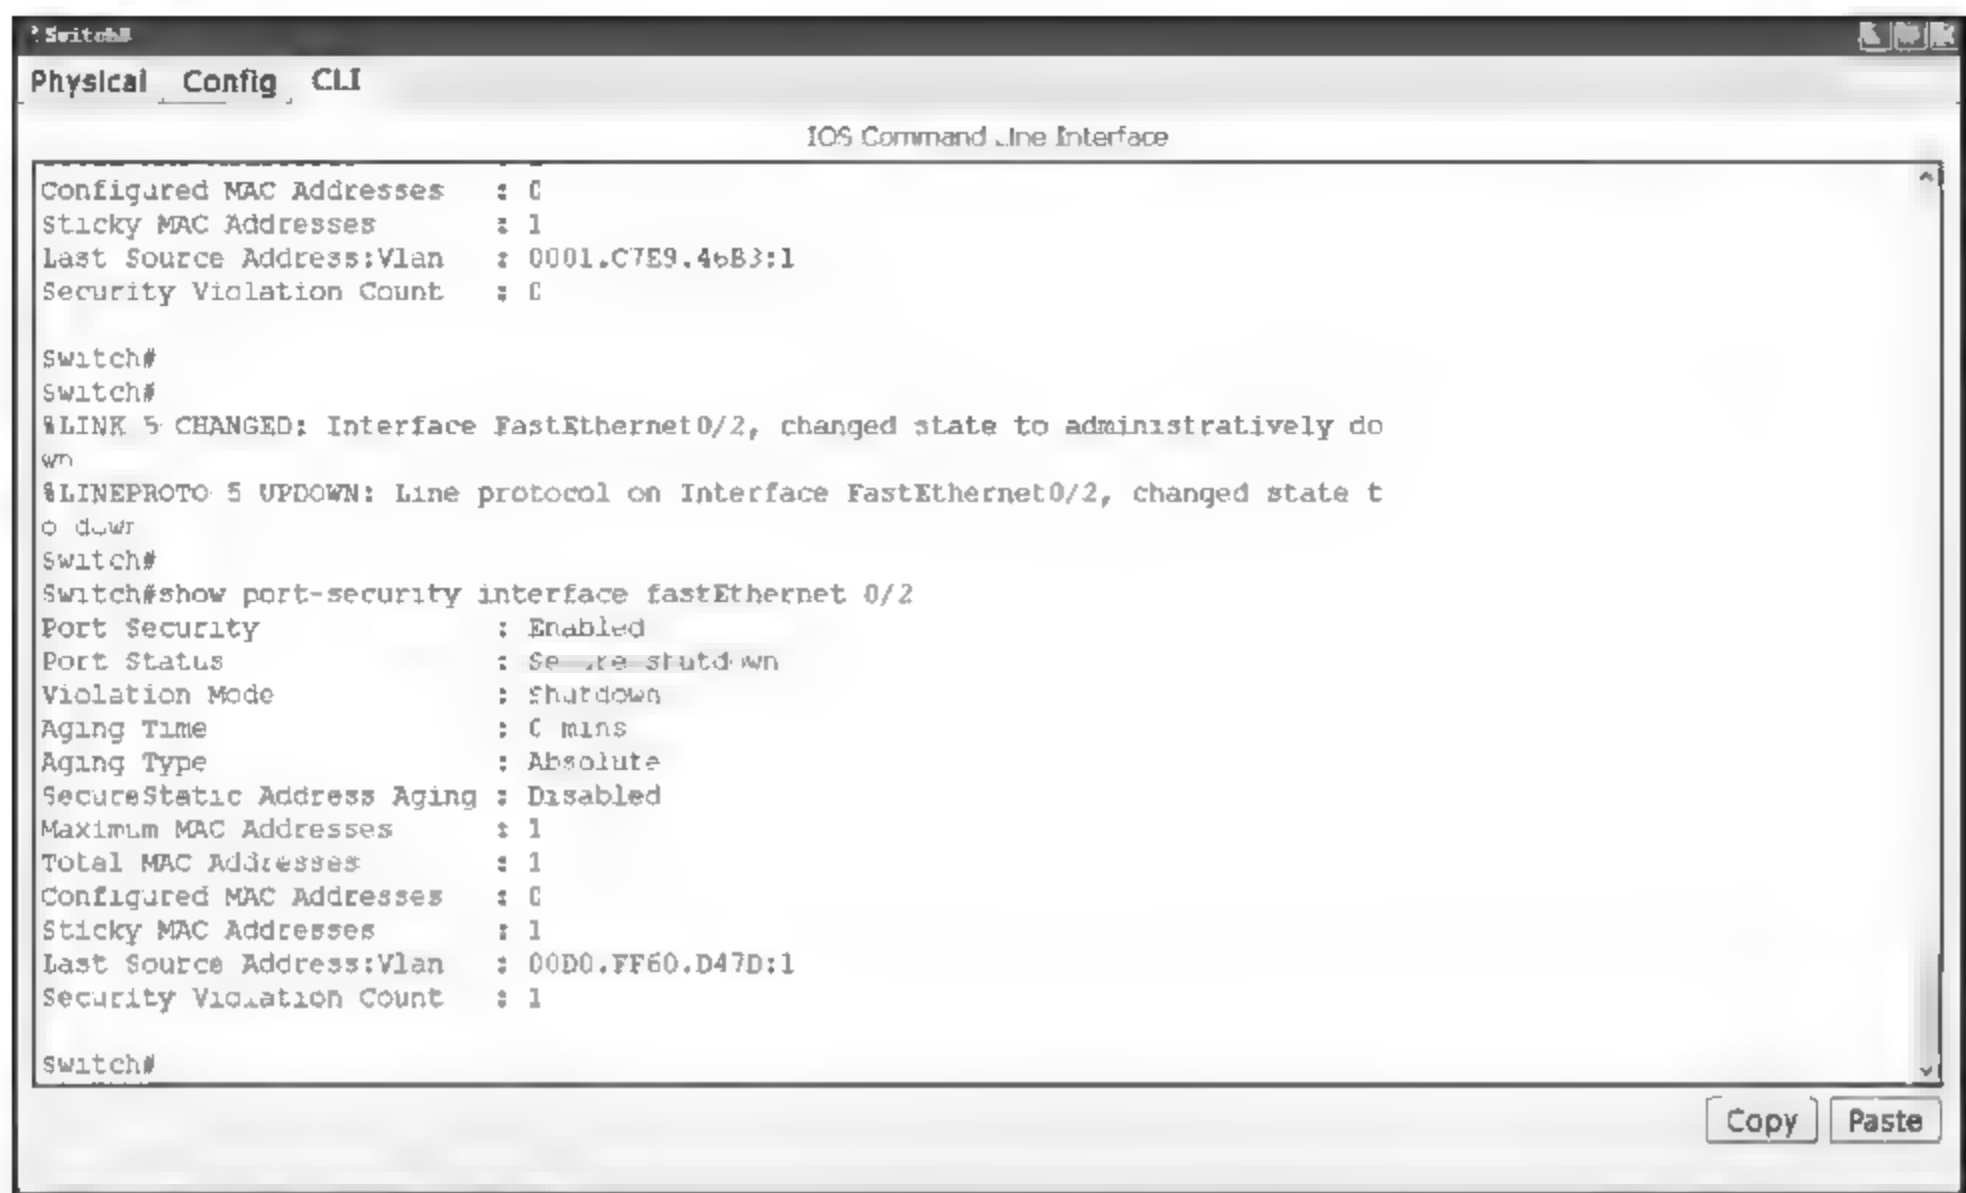 Switch#
Physical Config CLI
IOS Command Line Interface
Configured MAC Addresses : 0
Sticky MAC Addresses : 1
Last Source Address:Vlan : 0001.C7E9.46B3:1
Security Violation Count : 0
Switch#
Switch#
%LINK-5-CHANGED: Interface FastEthernet0/2, changed state to administratively do
wn
%LINEPROTO-5-UPDOWN: Line protocol on Interface FastEthernet0/2, changed state t
o down
Switch#
Switch#show port-security interface fastEthernet 0/2
Port Security : Enabled
Port Status : Secure-shutdown
Violation Mode : Shutdown
Aging Time : 0 mins
Aging Type : Absolute
SecureStatic Address Aging : Disabled
Maximum MAC Addresses : 1
Total MAC Addresses : 1
Configured MAC Addresses : 0
Sticky MAC Addresses : 1
Last Source Address:Vlan : 00D0.FF60.D47D:1
Security Violation Count : 1
Switch#
Copy Paste